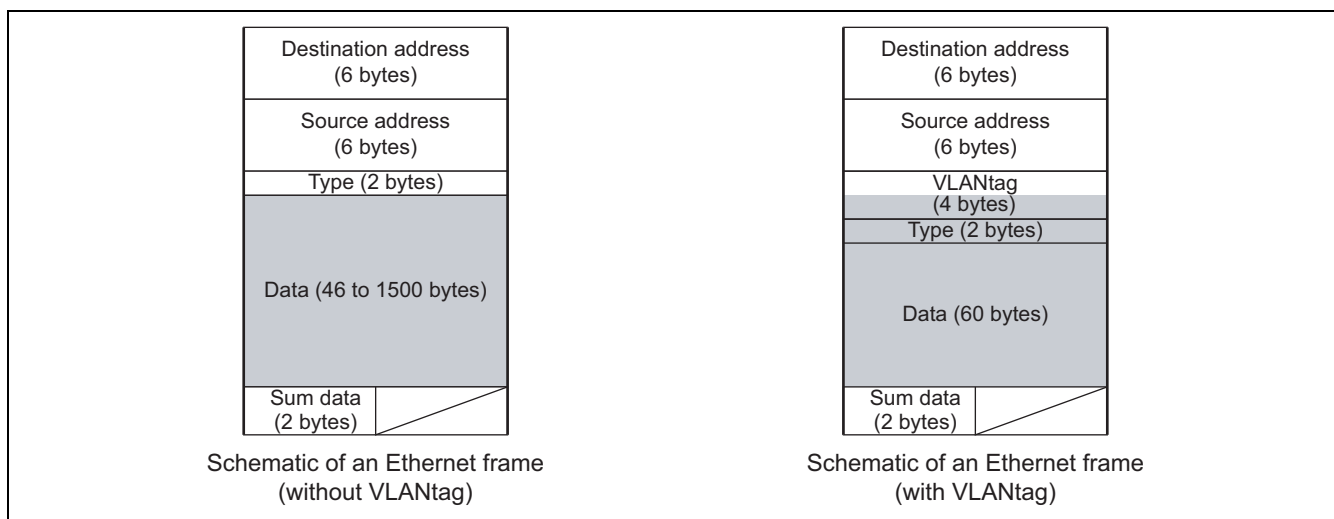 Destination address
(6 bytes)
Source address
(6 bytes)
Type (2 bytes)
Data (46 to 1500 bytes)
Sum data
(2 bytes)
Schematic of an Ethernet frame
(without VLANtag)
Destination address
(6 bytes)
Source address
(6 bytes)
VLANtag
(4 bytes)
Type (2 bytes)
Data (60 bytes)
Sum data
(2 bytes)
Schematic of an Ethernet frame
(with VLANtag)